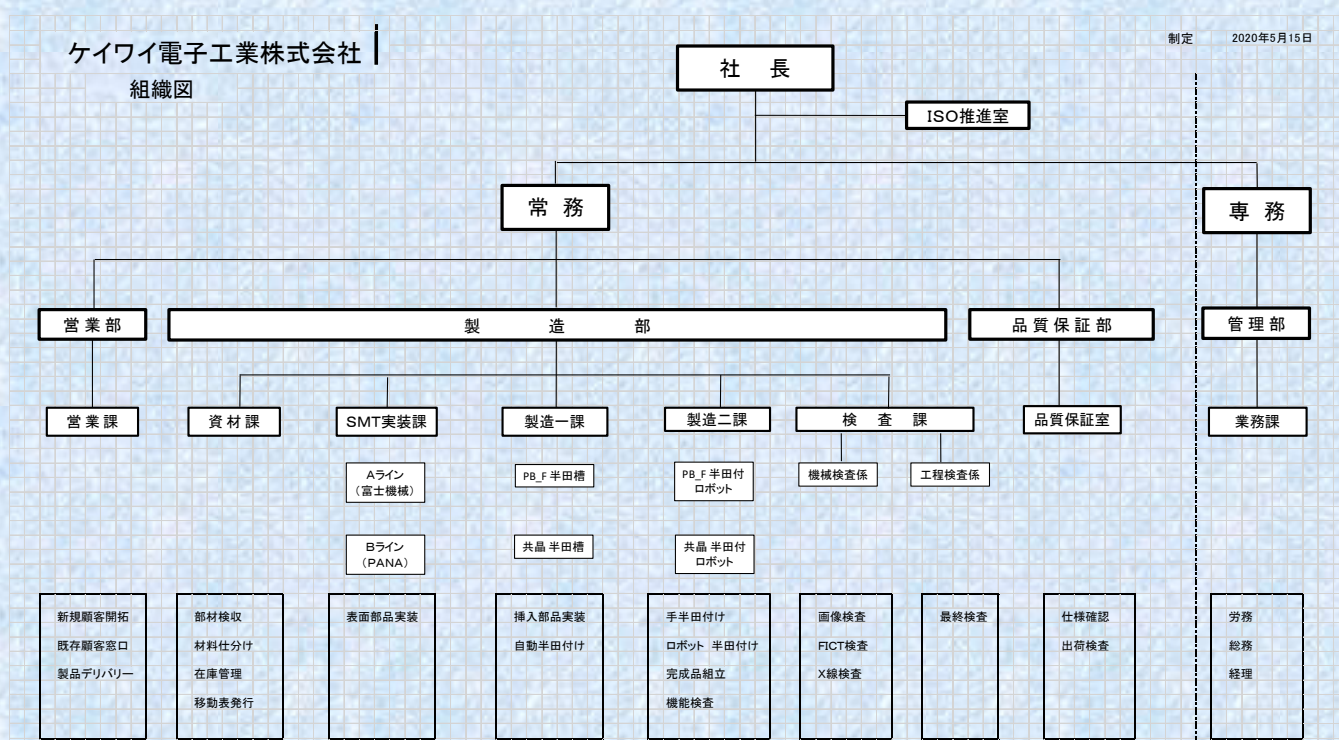 ケイワイ電子工業株式会社
組織図
制定 2020年5月15日
社 長
ISO推進室
常 務
専 務
営業部
製 造 部
品質保証部
管理部
営業課
資材課
SMT実装課
製造一課
製造二課
検 査 課
品質保証室
業務課
Aライン
(富士機械)
PB_F 半田槽
PB_F 半田付
ロボット
機械検査係
工程検査係
Bライン
(PANA)
共晶 半田槽
共晶 半田付
ロボット
新規顧客開拓
既存顧客窓口
製品デリバリー
部材検収
材料仕分け
在庫管理
移動表発行
表面部品実装
挿入部品実装
自動半田付け
手半田付け
ロボット 半田付け
完成品組立
機能検査
画像検査
FICT検査
X線検査
最終検査
仕様確認
出荷検査
労務
総務
経理